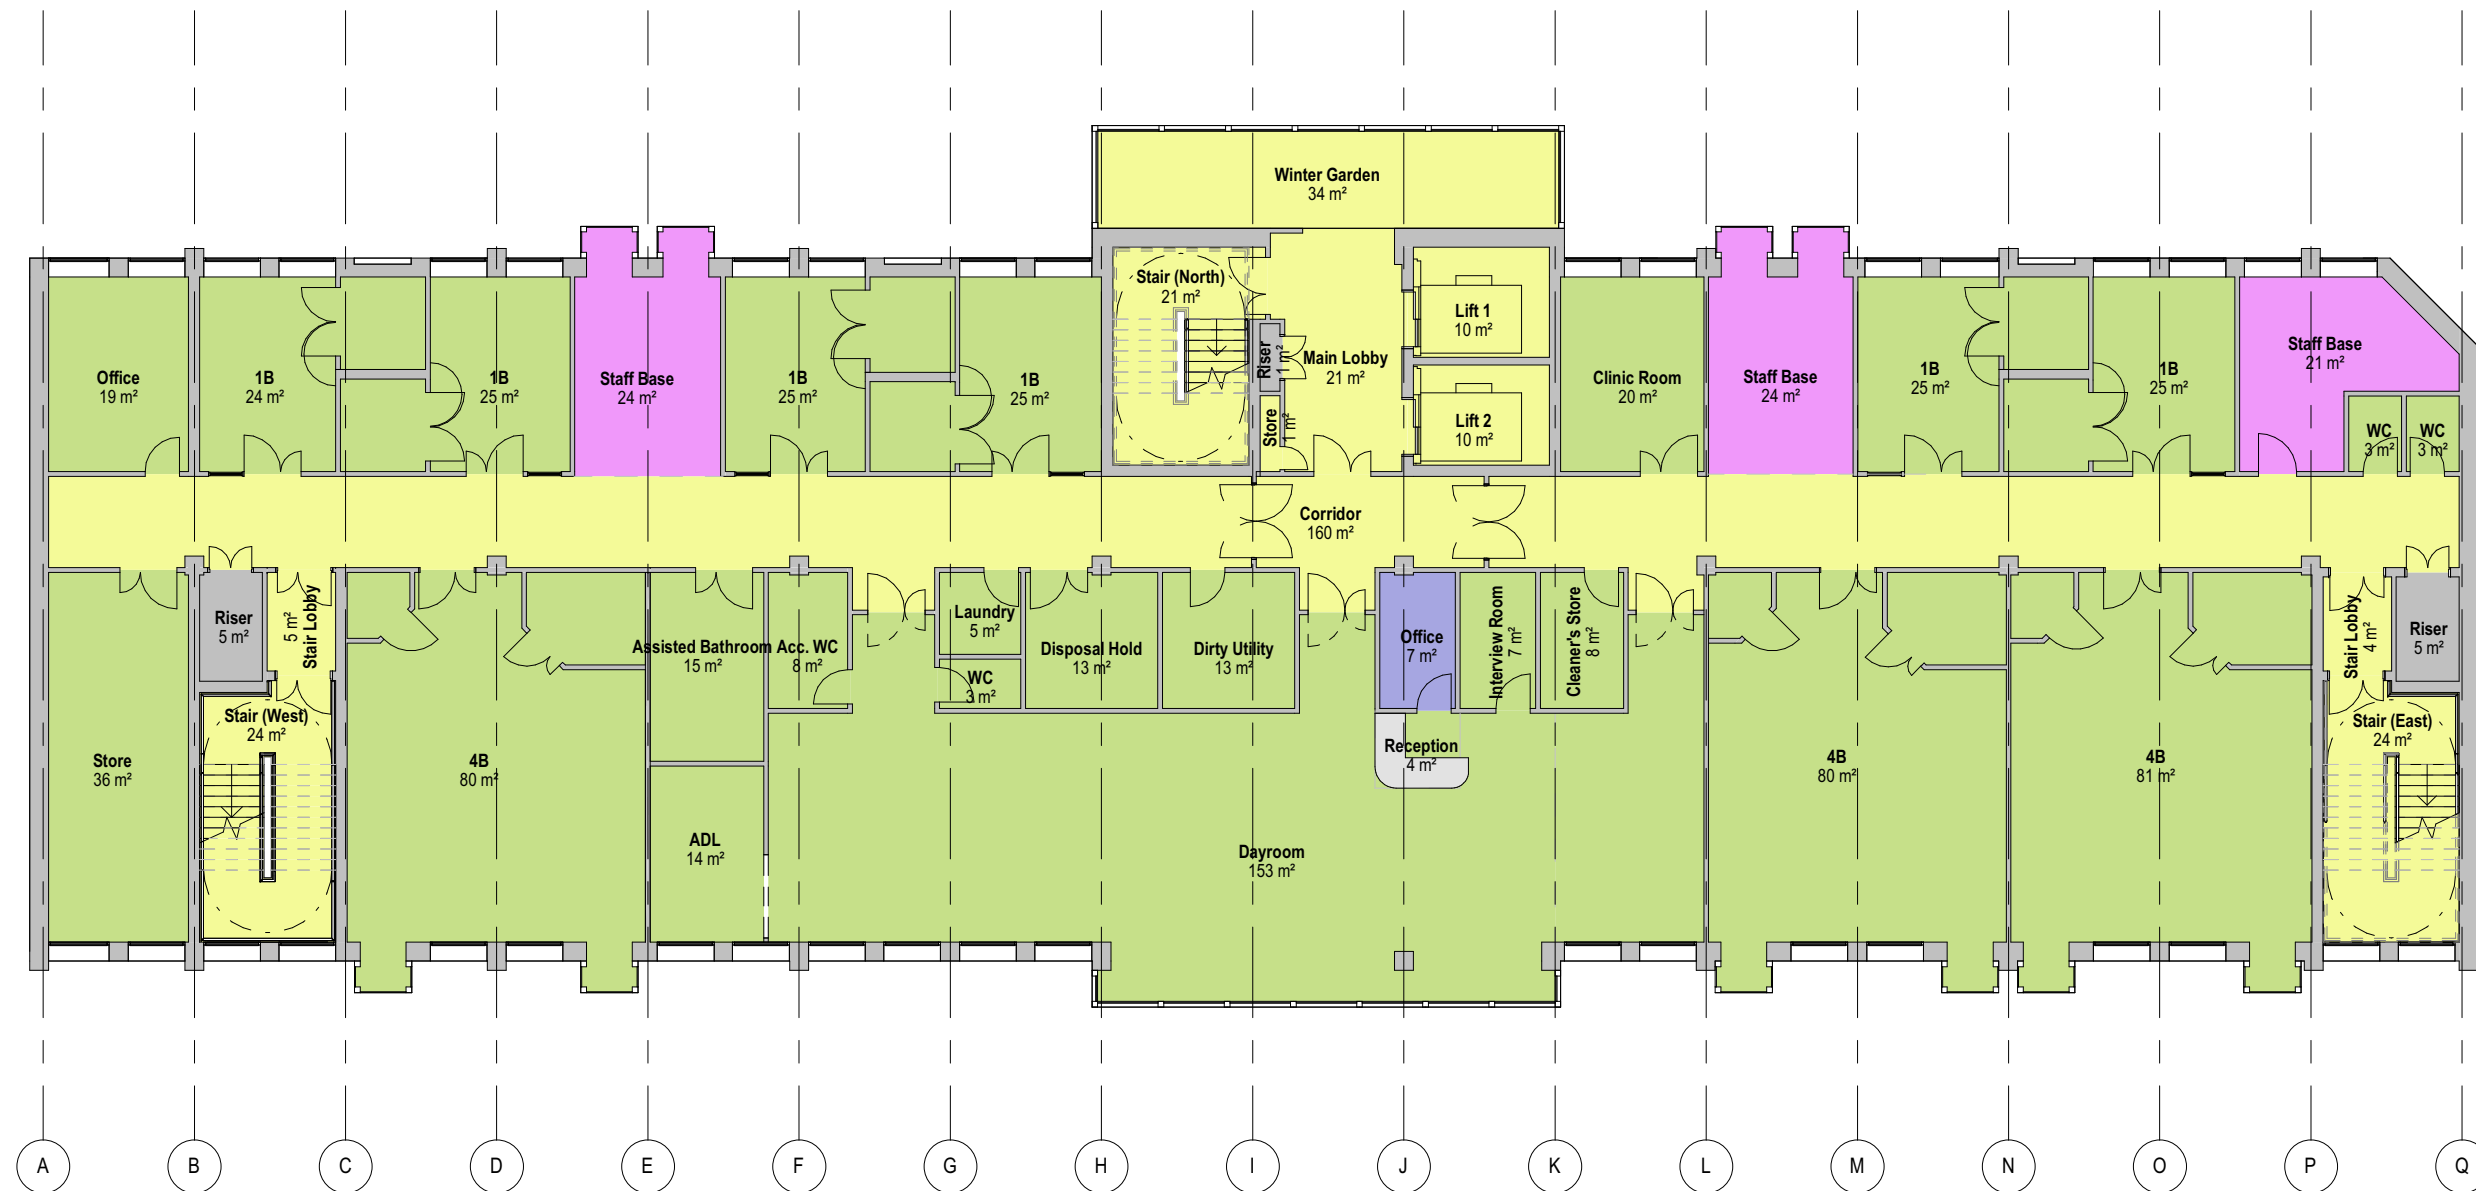 Winter Garden
34 m²
Stair (North)
21 m²
Lift 1
10 m²
Riser
1 m²
Main Lobby
21 m²
Store
1 m²
Lift 2
10 m²
Office
19 m²
1B
24 m²
1B
25 m²
Staff Base
24 m²
1B
25 m²
1B
25 m²
Clinic Room
20 m²
Staff Base
24 m²
1B
25 m²
1B
25 m²
Staff Base
21 m²
WC
3 m²
WC
3 m²
Corridor
160 m²
Riser
5 m²
Stair Lobby
5 m²
Assisted Bathroom
15 m²
Acc. WC
8 m²
Laundry
5 m²
WC
3 m²
Disposal Hold
13 m²
Dirty Utility
13 m²
Office
7 m²
Interview Room
7 m²
Cleaner's Store
8 m²
Stair Lobby
4 m²
Riser
5 m²
Stair (West)
24 m²
Stair (East)
24 m²
Store
36 m²
4B
80 m²
Reception
4 m²
4B
80 m²
4B
81 m²
ADL
14 m²
Dayroom
153 m²
A B C D E F G H I J K L M N O P Q